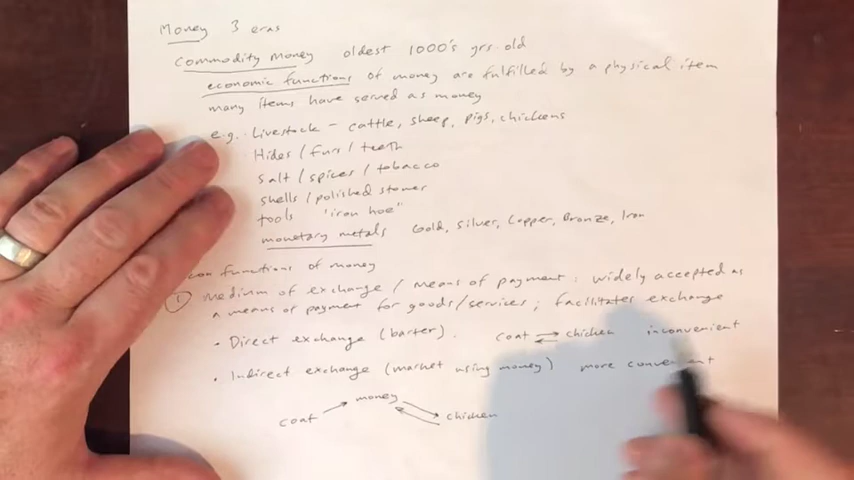 Money 3 eras
Commodity Money oldest 1000's yrs old
economic functions of money are fulfilled by a physical item
many items have served as money
e.g. Livestock - cattle, sheep, pigs, chickens
Hides / furs / teeth
salt / spices / tobacco
shells / polished stones
tools "iron hoe"
monetary metals Gold, Silver, Copper, Bronze, Iron
econ functions of money
① medium of exchange / means of payment: widely accepted as
a means of payment for goods/services; facilitates exchange
• Direct exchange (barter). coat ⇄ chicken inconvenient
• Indirect exchange (market using money) more convenient
money
coat chicken